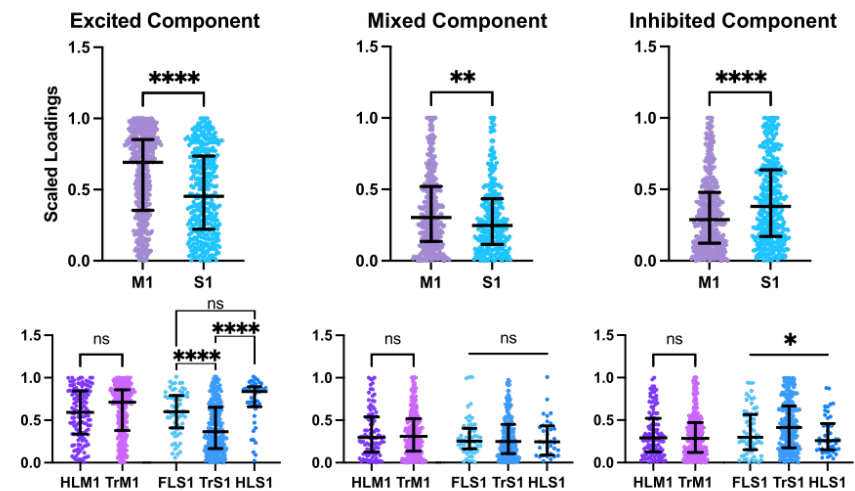 Excited Component
Mixed Component
Inhibited Component
Scaled Loadings
1.5
1.0
0.5
0.0
****
M1
S1
1.5
1.0
0.5
0.0
**
M1
S1
1.5
1.0
0.5
0.0
****
M1
S1
1.5
1.0
0.5
0.0
ns
ns
****
****
HLM1 TrM1
FLS1 TrS1 HLS1
1.5
1.0
0.5
0.0
ns
ns
HLM1 TrM1
FLS1 TrS1 HLS1
1.5
1.0
0.5
0.0
ns
*
HLM1 TrM1
FLS1 TrS1 HLS1